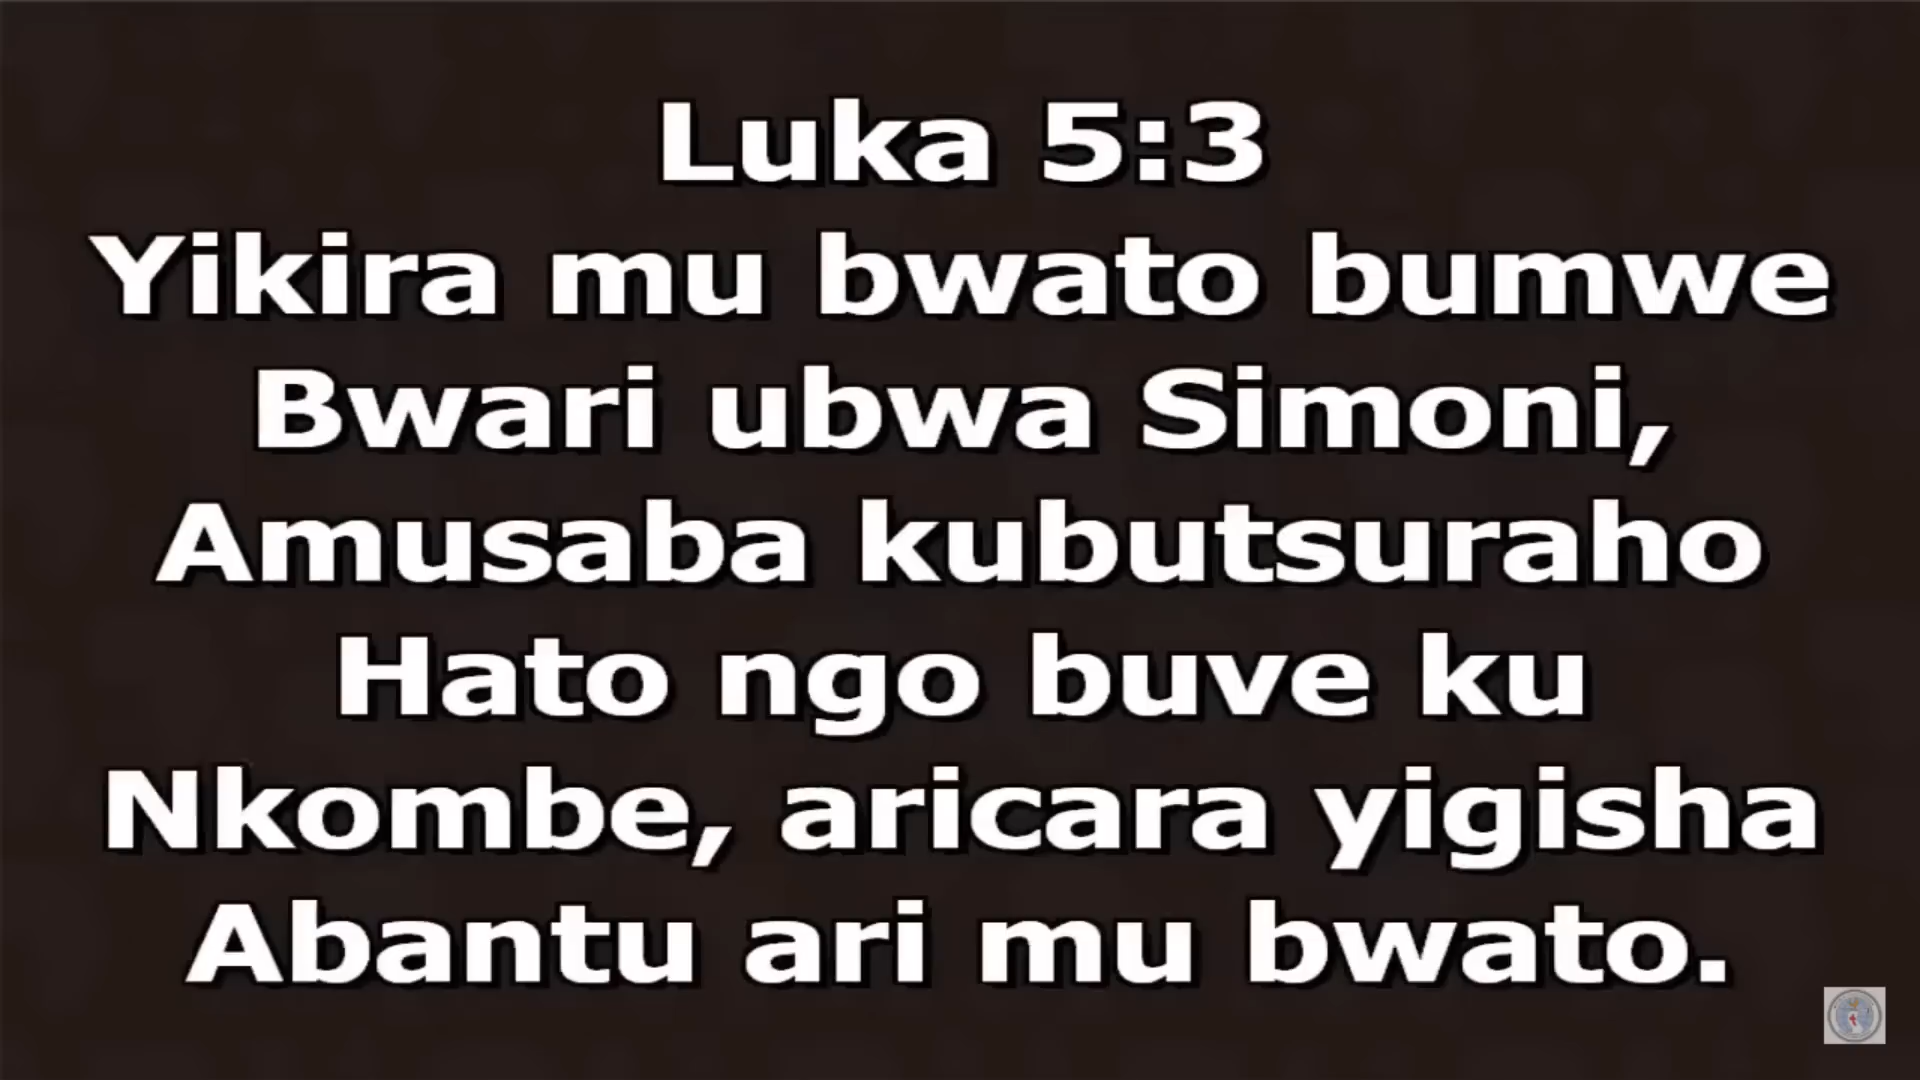 Luka 5:3
Yikira mu bwato bumwe
Bwari ubwa Simoni,
Amusaba kubutsuraho
Hato ngo buve ku
Nkombe, aricara yigisha
Abantu ari mu bwato.